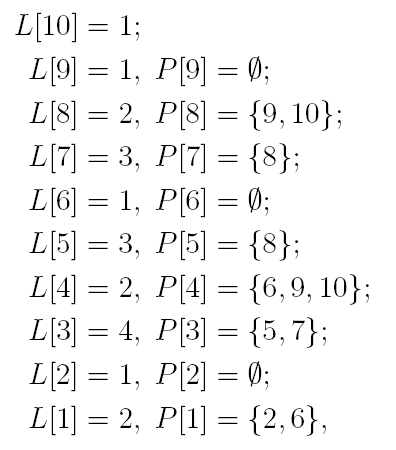 L[10] = 1;
L[9] = 1, P[9] = ∅;
L[8] = 2, P[8] = {9, 10};
L[7] = 3, P[7] = {8};
L[6] = 1, P[6] = ∅;
L[5] = 3, P[5] = {8};
L[4] = 2, P[4] = {6, 9, 10};
L[3] = 4, P[3] = {5, 7};
L[2] = 1, P[2] = ∅;
L[1] = 2, P[1] = {2, 6},